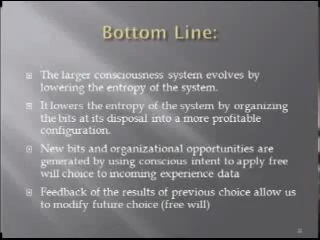 Bottom Line:
The larger consciousness system evolves by
lowering the entropy of the system.
It lowers the entropy of the system by organizing
the bits at its disposal into a more profitable
configuration.
New bits and organizational opportunities are
generated by using conscious intent to apply free
will choice to incoming experience data
Feedback of the results of previous choice allow us
to modify future choice (free will)